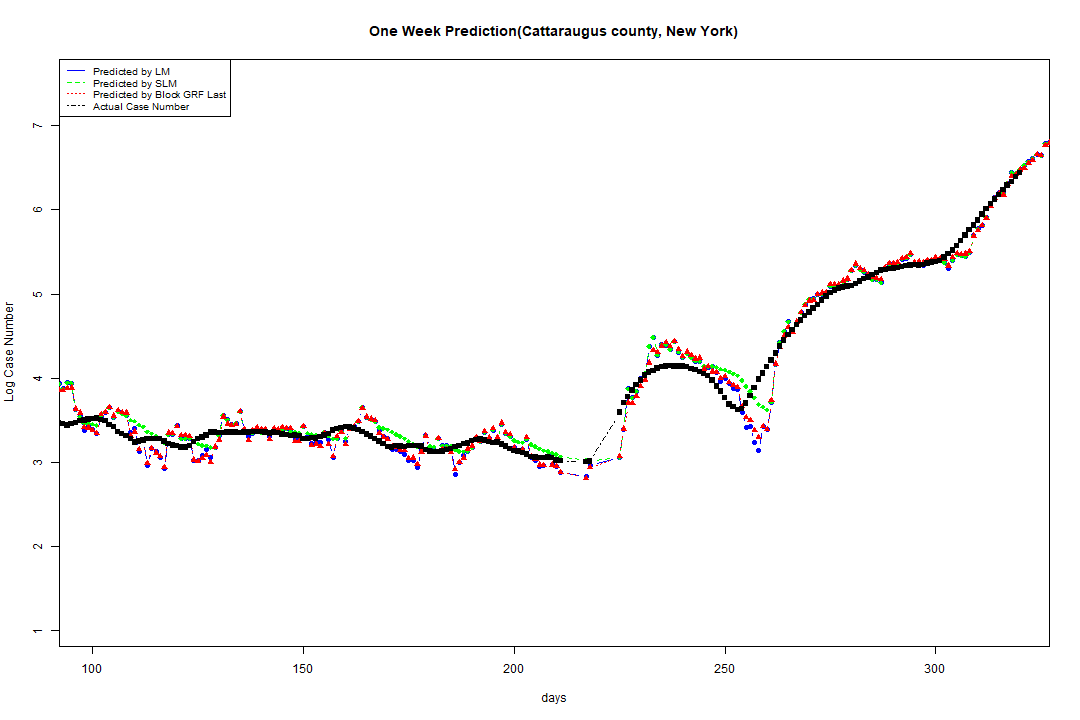 One Week Prediction(Cattaraugus county, New York)
Predicted by LM
Predicted by SLM
Predicted by Block GRF Last
Actual Case Number
7
6
5
4
3
2
1
Log Case Number
100 150 200 250 300
days